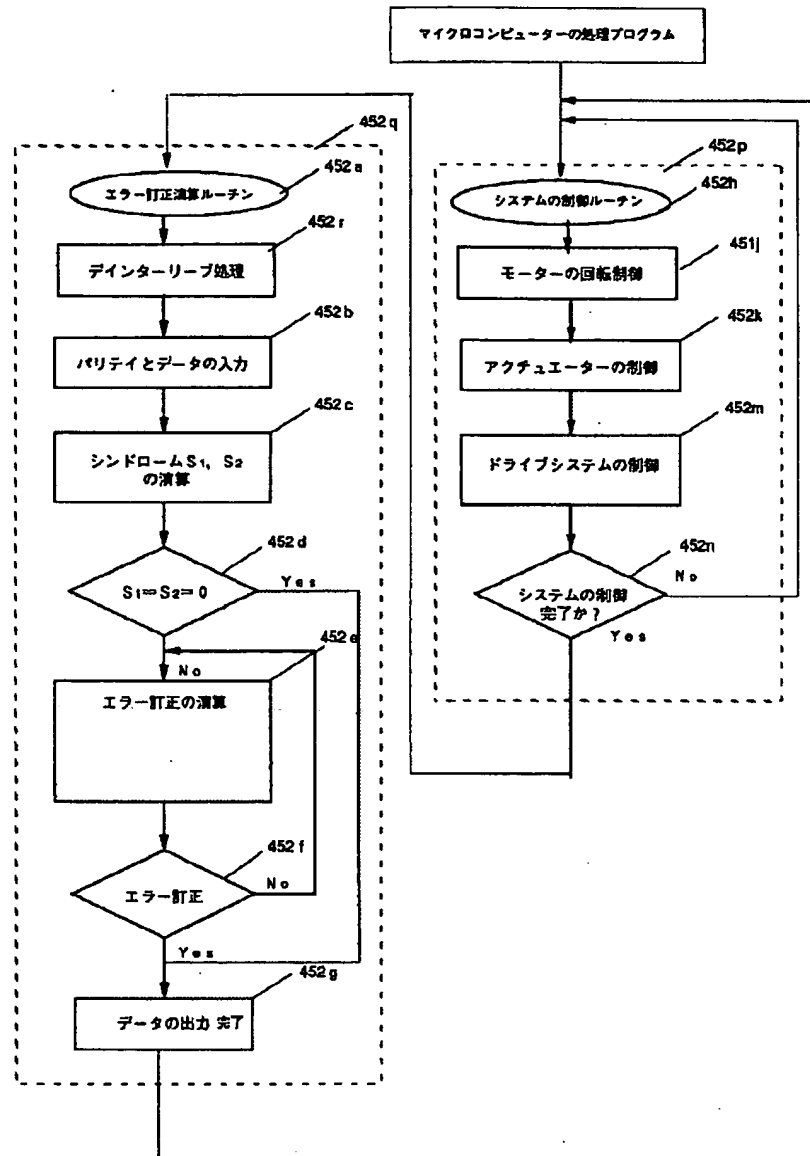 マイクロコンピューターの処理プログラム
452q
452a
エラー訂正演算ルーチン
452r
デインターリーブ処理
452b
パリテイとデータの入力
452c
シンドロームS1, S2
の演算
452d
S1=S2=0
Yes
No
452e
エラー訂正の演算
452f
エラー訂正
No
Yes
452g
データの出力 完了
452p
452h
システムの制御ルーチン
451j
モーターの回転制御
452k
アクチュエーターの制御
452m
ドライブシステムの制御
452n
システムの制御
完了か?
No
Yes